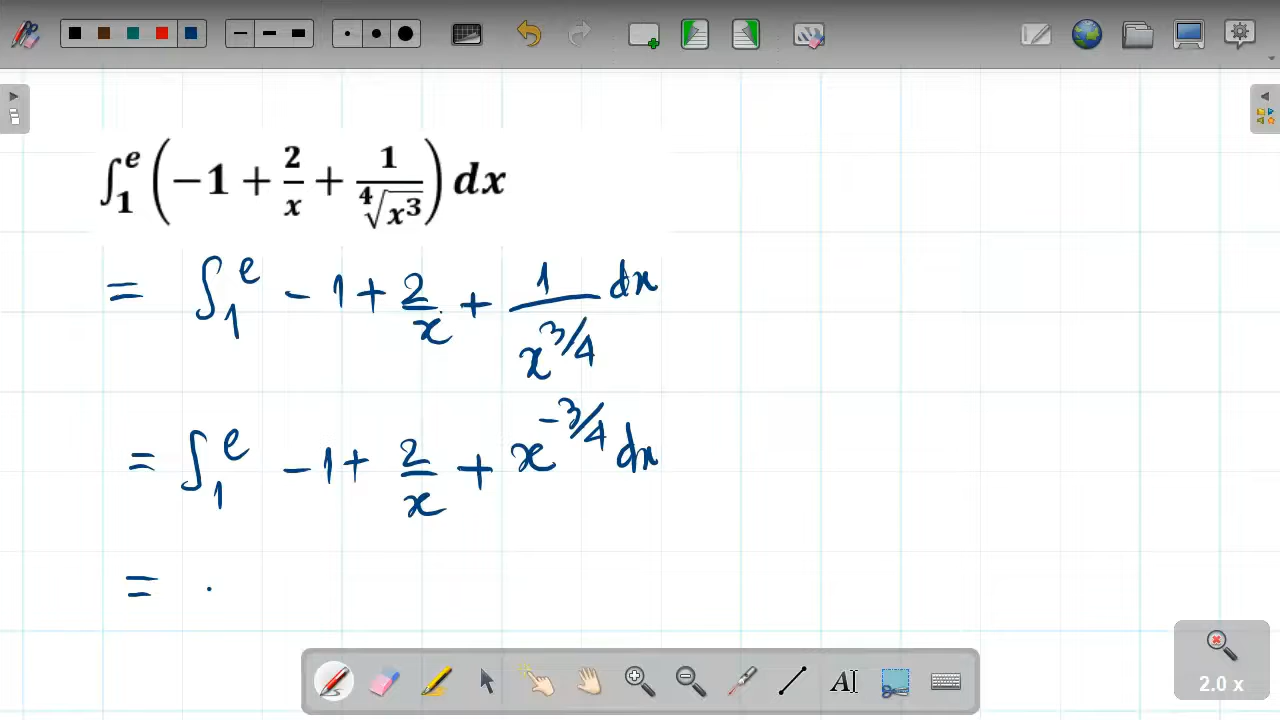 ∫₁ᵉ (−1 + 2/x + 1/⁴√x³) dx
= ∫₁ᵉ − 1 + 2/x + 1/x^3/4 dx
= ∫₁ᵉ − 1 + 2/x + x^−3/4 dx
=
AI
2.0 x